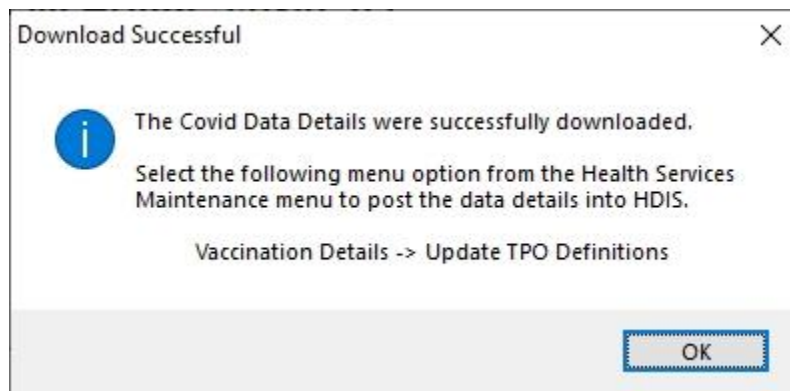 Download Successful
The Covid Data Details were successfully downloaded.
Select the following menu option from the Health Services
Maintenance menu to post the data details into HDIS.
Vaccination Details -> Update TPO Definitions
OK